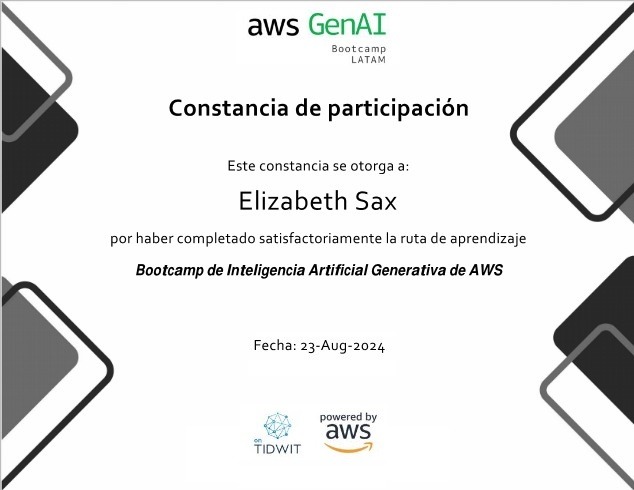 aws GenAI
Bootcamp
LATAM
Constancia de participación
Este constancia se otorga a:
Elizabeth Sax
por haber completado satisfactoriamente la ruta de aprendizaje
Bootcamp de Inteligencia Artificial Generativa de AWS
Fecha: 23-Aug-2024
on
TIDWIT
powered by
aws